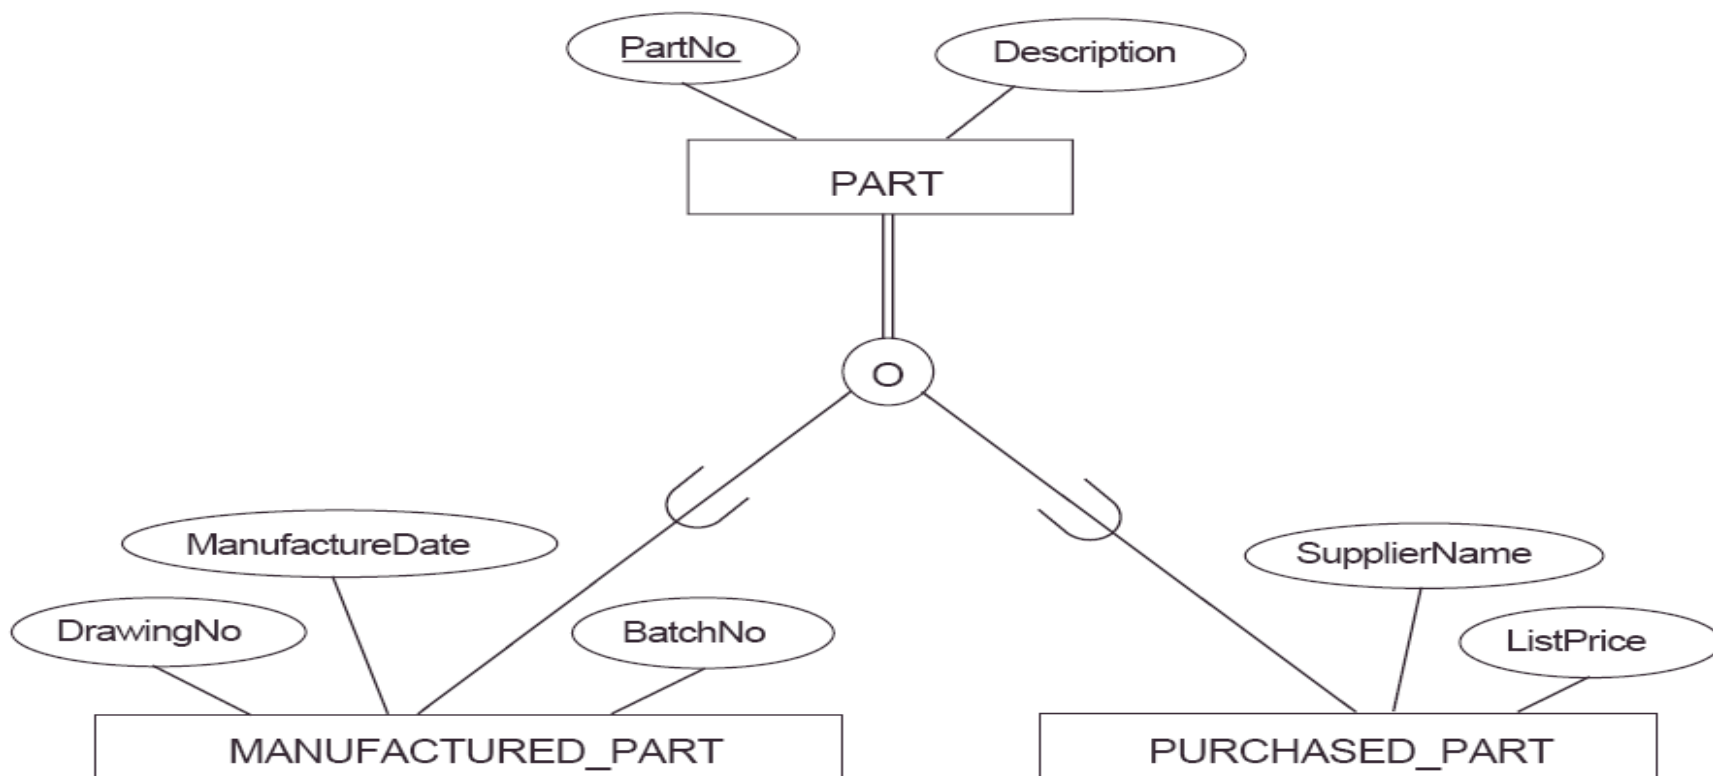 PartNo
Description
PART
O
ManufactureDate
SupplierName
DrawingNo
BatchNo
ListPrice
MANUFACTURED_PART
PURCHASED_PART